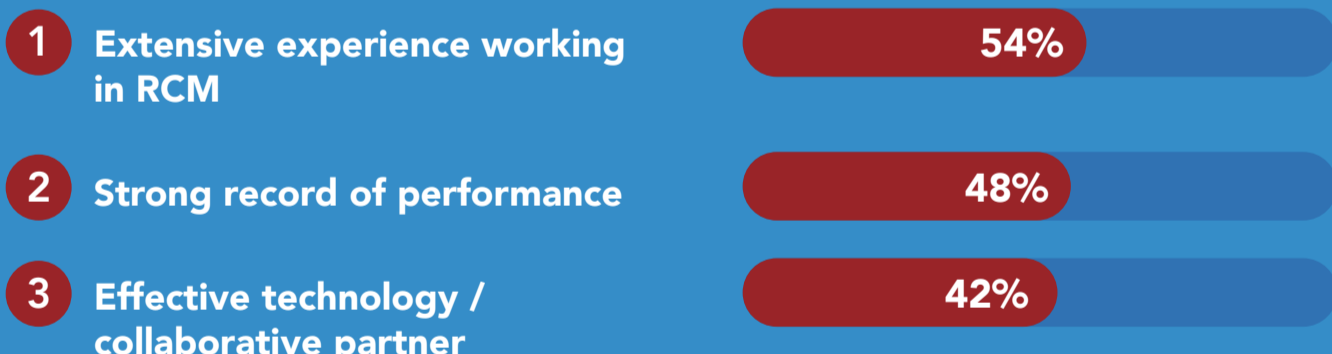 1 Extensive experience working
in RCM
54%
2 Strong record of performance
48%
3 Effective technology /
collaborative partner
42%